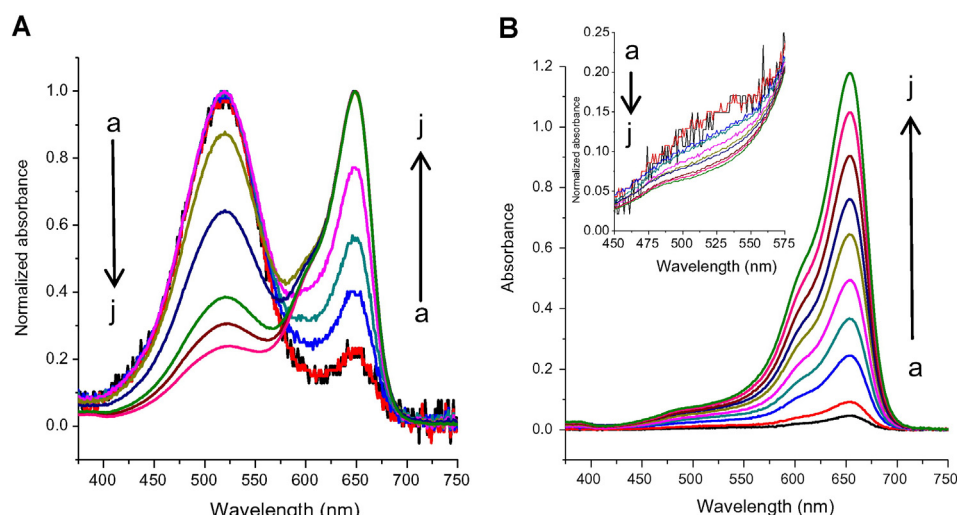 A
Normalized absorbance
1.0
0.8
0.6
0.4
0.2
0.0
a
j
j
a
400 450 500 550 600 650 700 750
Wavelength (nm)
B
Absorbance
1.2
1.0
0.8
0.6
0.4
0.2
0.0
j
a
400 450 500 550 600 650 700 750
Wavelength (nm)
Normalized absorbance
0.25
0.20
0.15
0.10
0.05
0.00
a
j
450 475 500 525 550 575
Wavelength (nm)